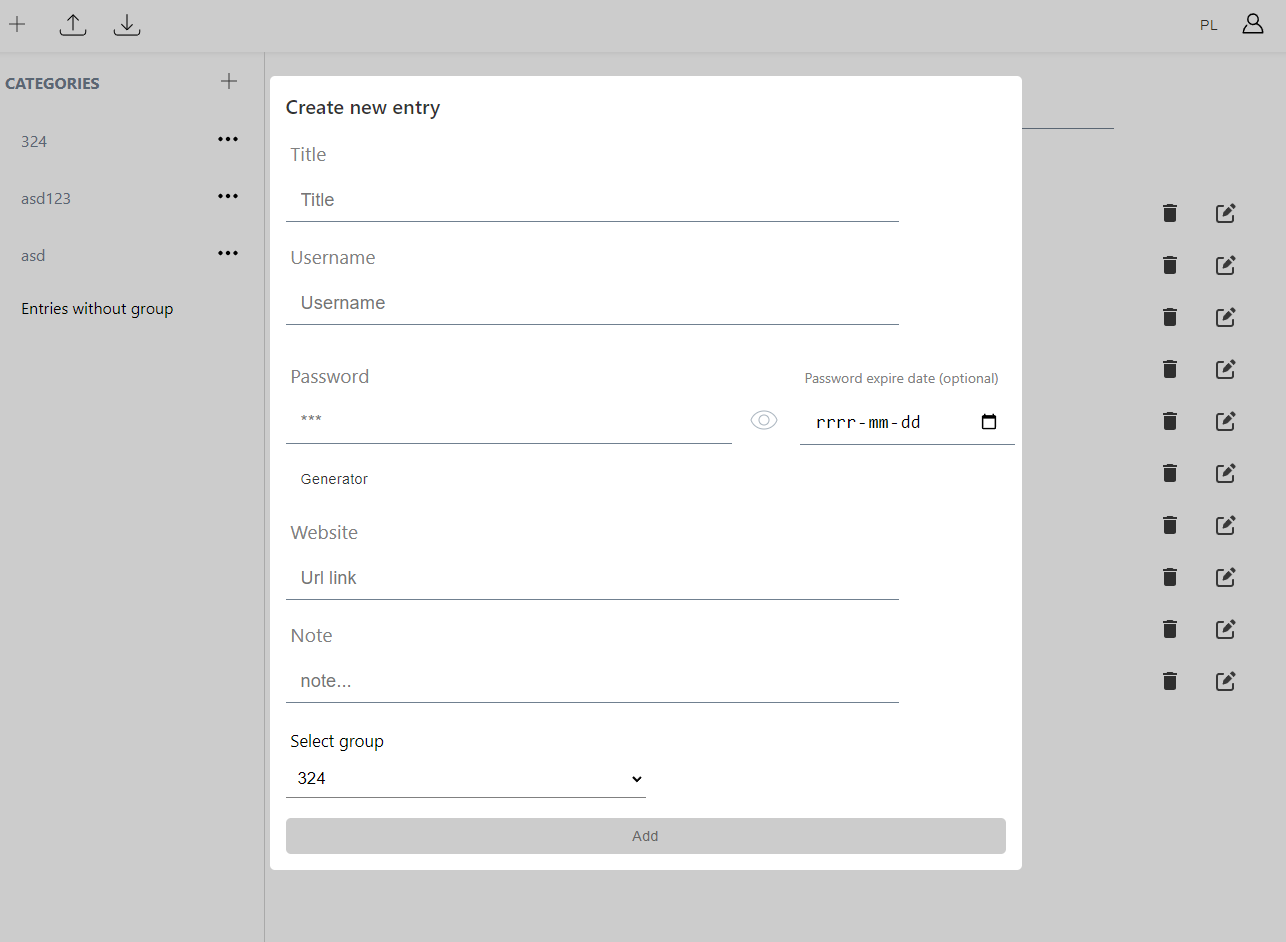 PL
CATEGORIES
324
asd123
asd
Entries without group
Create new entry
Title
Title
Username
Username
Password
Password expire date (optional)
***
rrrr-mm-dd
Generator
Website
Url link
Note
note...
Select group
324
Add